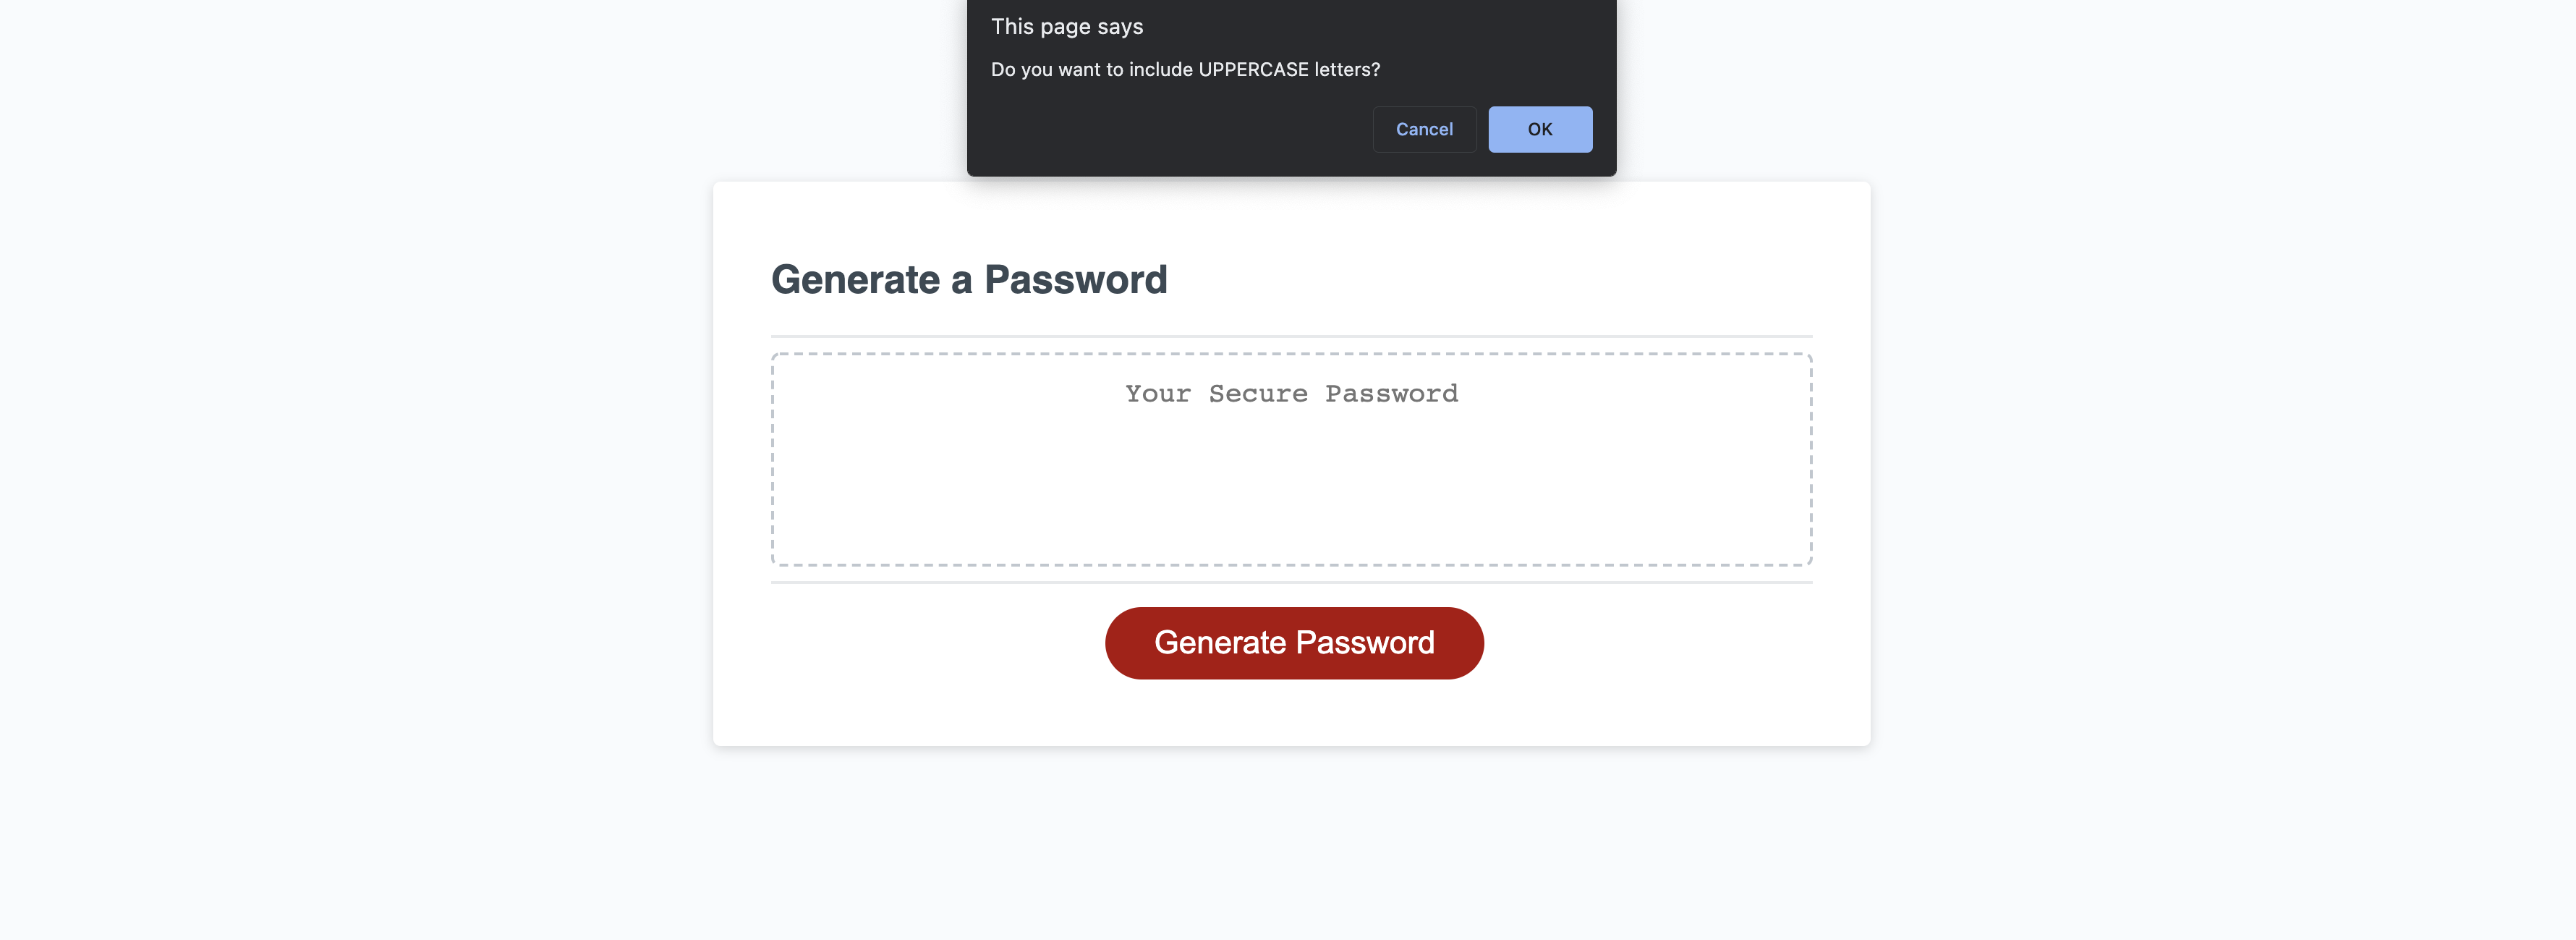 This page says
Do you want to include UPPERCASE letters?
Cancel
OK
Generate a Password
Your Secure Password
Generate Password